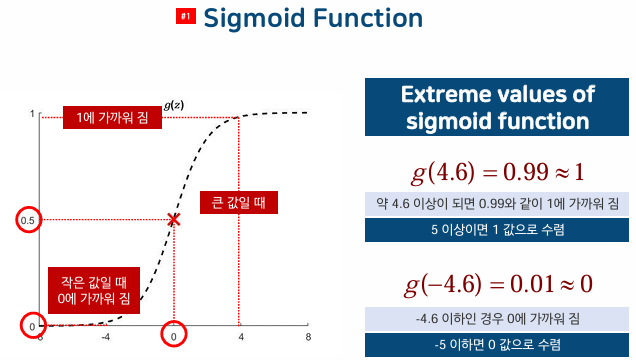 #1 Sigmoid Function
g(z)
1
1에 가까워 짐
큰 값일 때
0.5
작은 값일 때
0에 가까워 짐
0
-8
-4
0
4
8
Extreme values of
sigmoid function
g(4.6) = 0.99 ≈ 1
약 4.6 이상이 되면 0.99와 같이 1에 가까워 짐
5 이상이면 1 값으로 수렴
g(−4.6) = 0.01 ≈ 0
-4.6 이하인 경우 0에 가까워 짐
-5 이하면 0 값으로 수렴